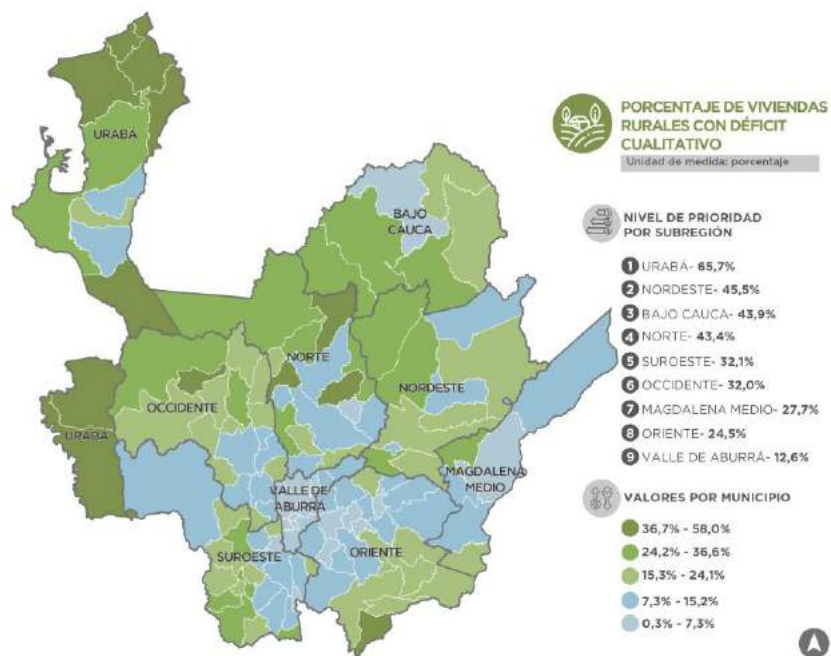 PORCENTAJE DE VIVIENDAS
RURALES CON DÉFICIT
CUALITATIVO
Unidad de medida: porcentaje
NIVEL DE PRIORIDAD
POR SUBREGIÓN
1 URABÁ- 65,7%
2 NORDESTE- 45,5%
3 BAJO CAUCA- 43,9%
4 NORTE- 43,4%
5 SUROESTE- 32,1%
6 OCCIDENTE- 32,0%
7 MAGDALENA MEDIO- 27,7%
8 ORIENTE- 24,5%
9 VALLE DE ABURRÁ- 12,6%
VALORES POR MUNICIPIO
36,7% - 58,0%
24,2% - 36,6%
15,3% - 24,1%
7,3% - 15,2%
0,3% - 7,3%
URABA
BAJO
CAUCA
NORTE
NORDESTE
OCCIDENTE
URABA
MAGDALENA
MEDIO
VALLE DE
ABURRÁ
SUROESTE
ORIENTE